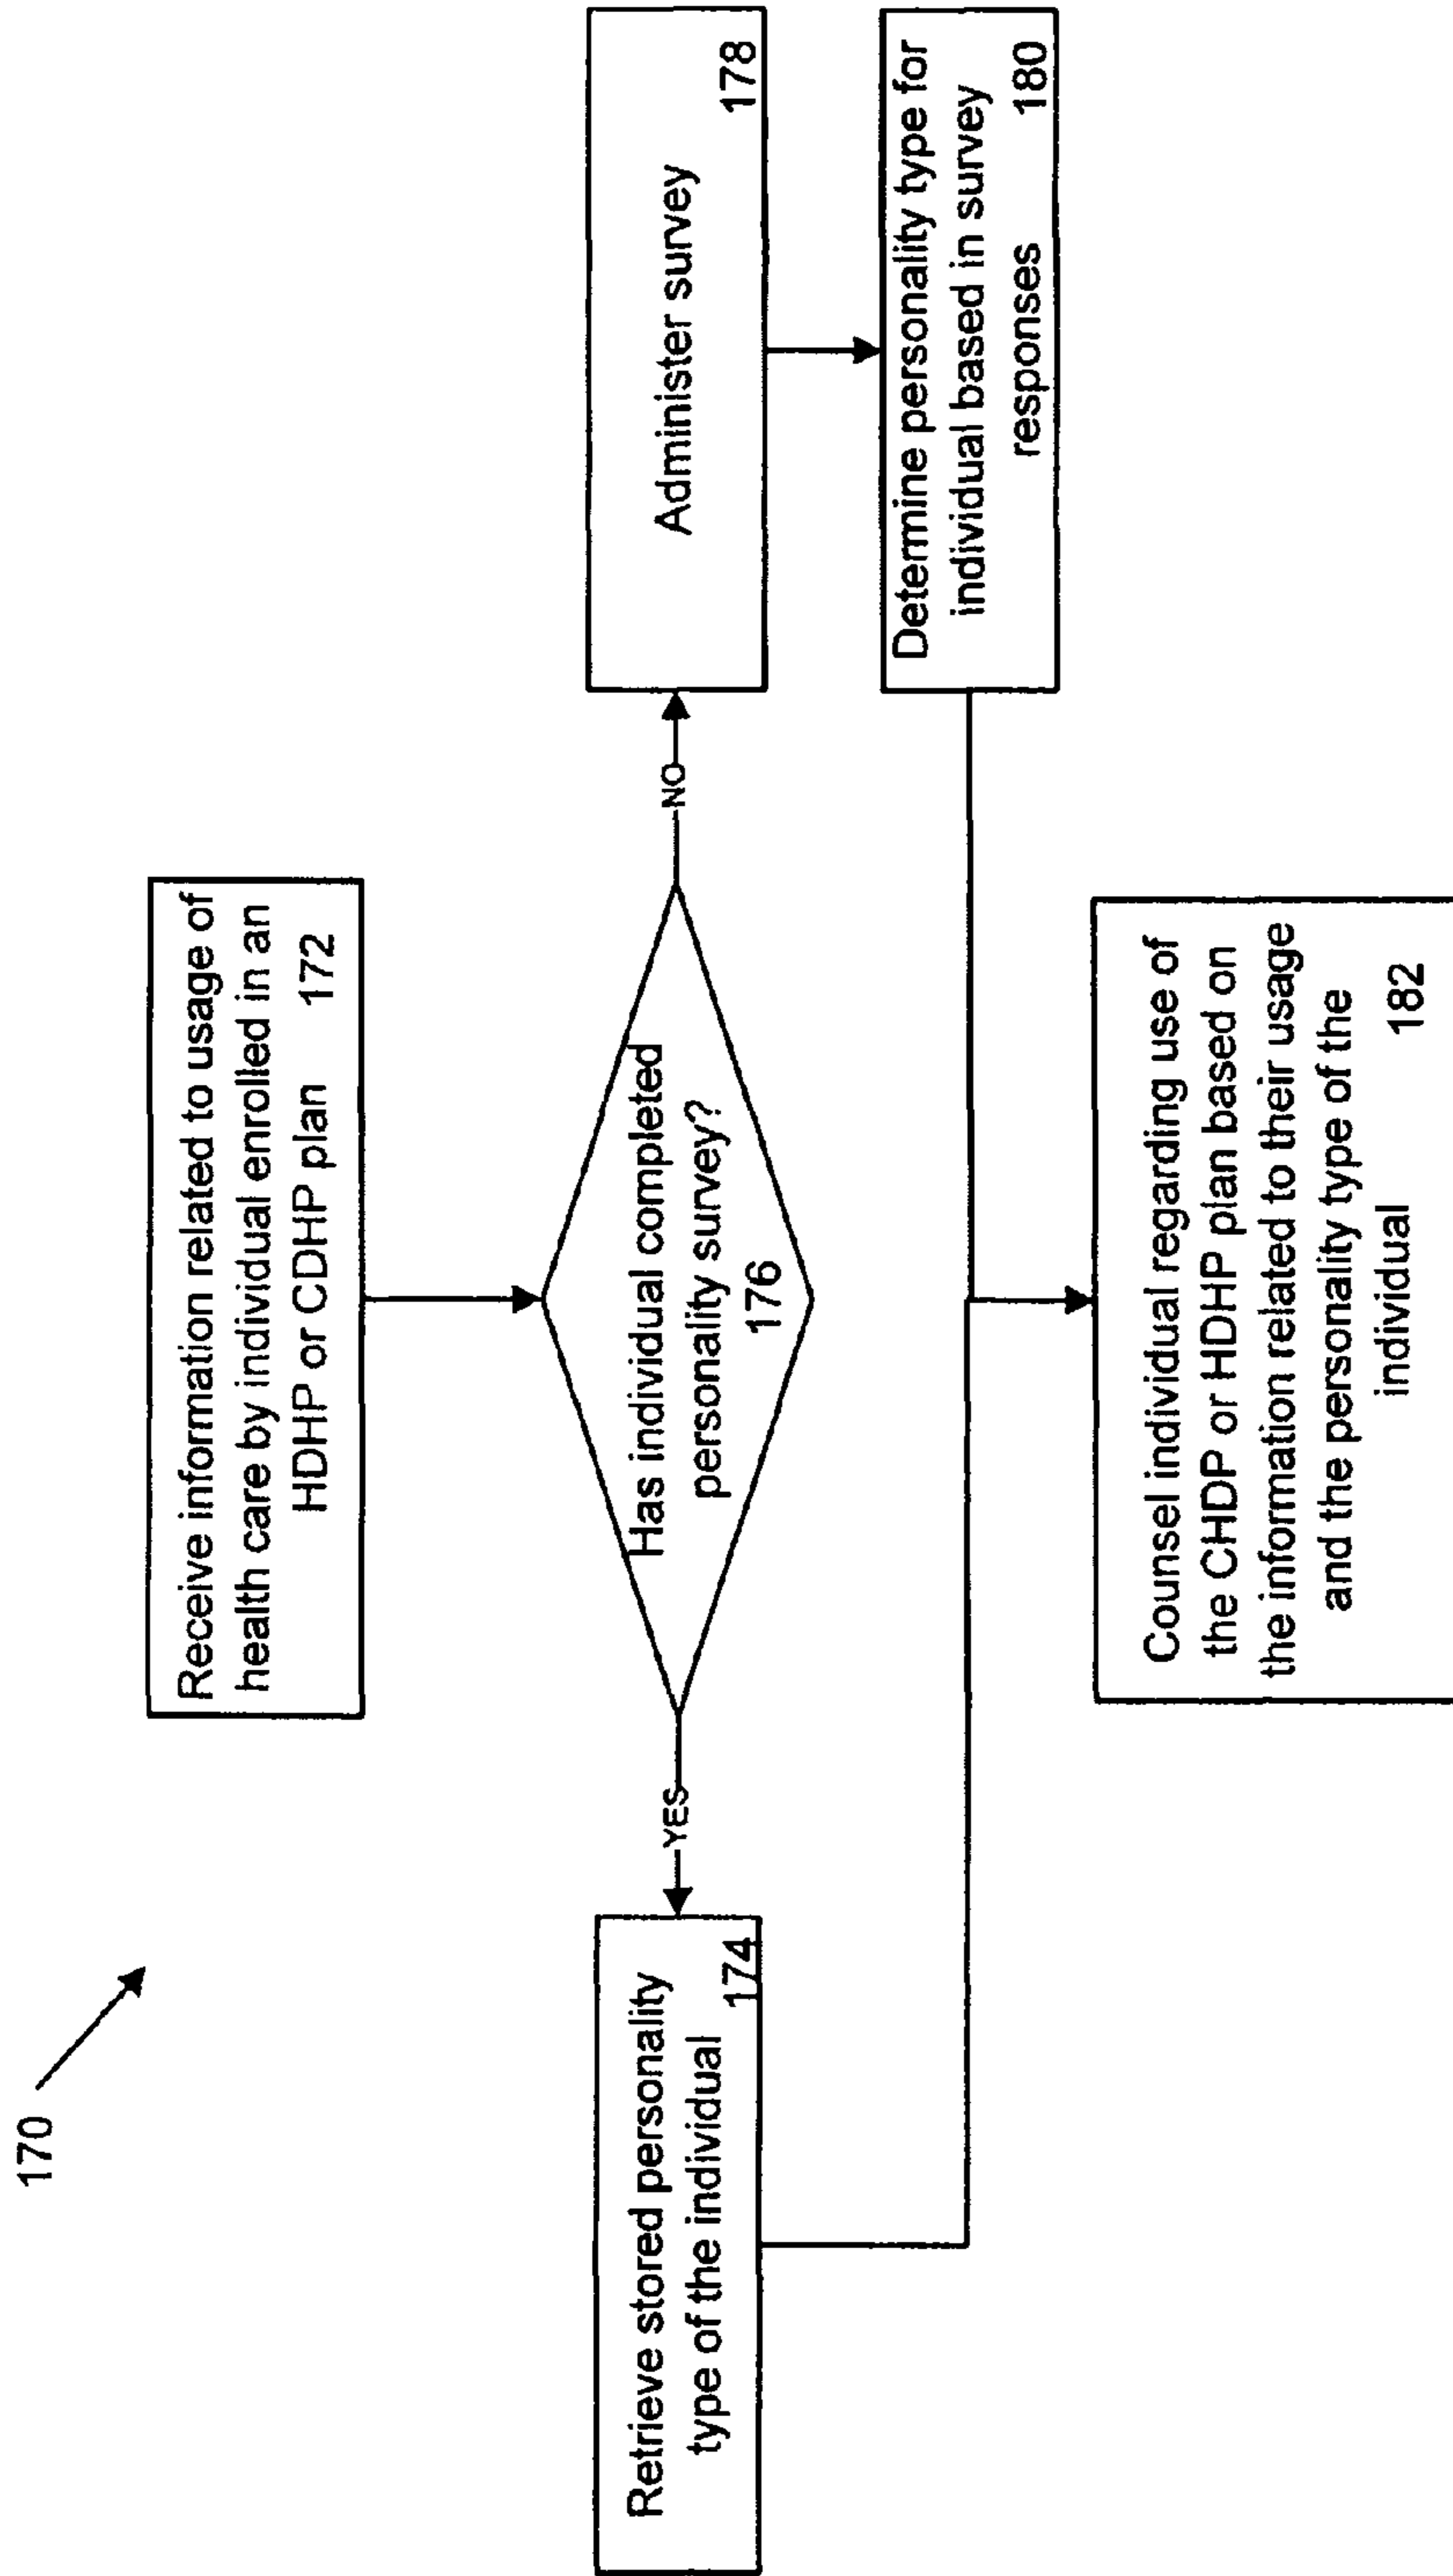 170
Receive information related to usage of
health care by individual enrolled in an
HDHP or CDHP plan 172
Has individual completed
personality survey?
176
YES
NO
Retrieve stored personality
type of the individual
174
Administer survey
178
Determine personality type for
individual based in survey
responses 180
Counsel individual regarding use of
the CHDP or HDHP plan based on
the information related to their usage
and the personality type of the
individual 182